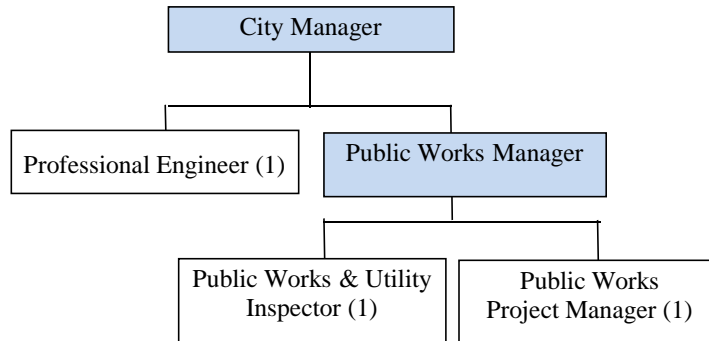 City Manager
Professional Engineer (1)
Public Works Manager
Public Works & Utility
Inspector (1)
Public Works
Project Manager (1)